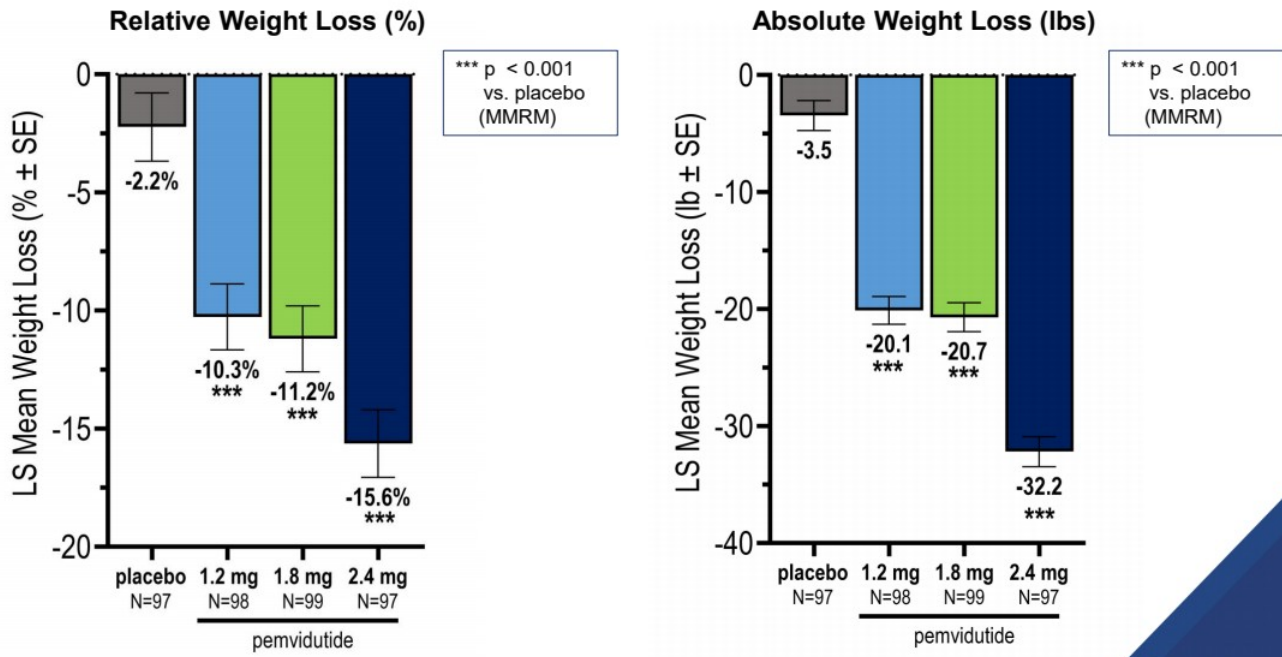 Relative Weight Loss (%)
*** p < 0.001
vs. placebo
(MMRM)
LS Mean Weight Loss (% ± SE)
0
-5
-10
-15
-20
-2.2%
-10.3%
***
-11.2%
***
-15.6%
***
placebo 1.2 mg 1.8 mg 2.4 mg
N=97 N=98 N=99 N=97
pemvidutide
Absolute Weight Loss (lbs)
*** p < 0.001
vs. placebo
(MMRM)
LS Mean Weight Loss (lb ± SE)
0
-10
-20
-30
-40
-3.5
-20.1
***
-20.7
***
-32.2
***
placebo 1.2 mg 1.8 mg 2.4 mg
N=97 N=98 N=99 N=97
pemvidutide